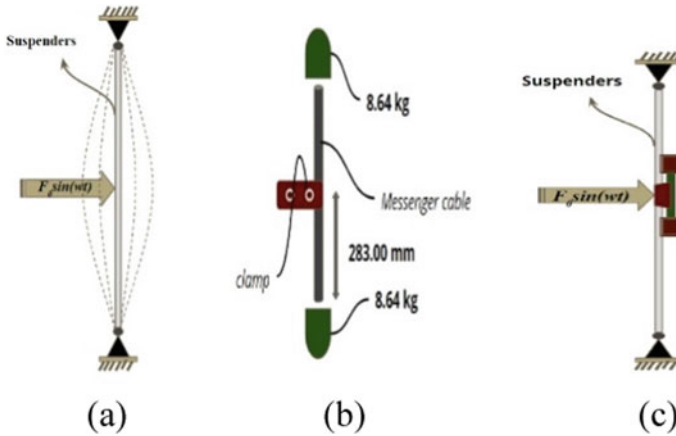 Suspenders
F₀sin(wt)
(a)
8.64 kg
Messenger cable
283.00 mm
clamp
8.64 kg
(b)
Suspenders
F₀sin(wt)
(c)